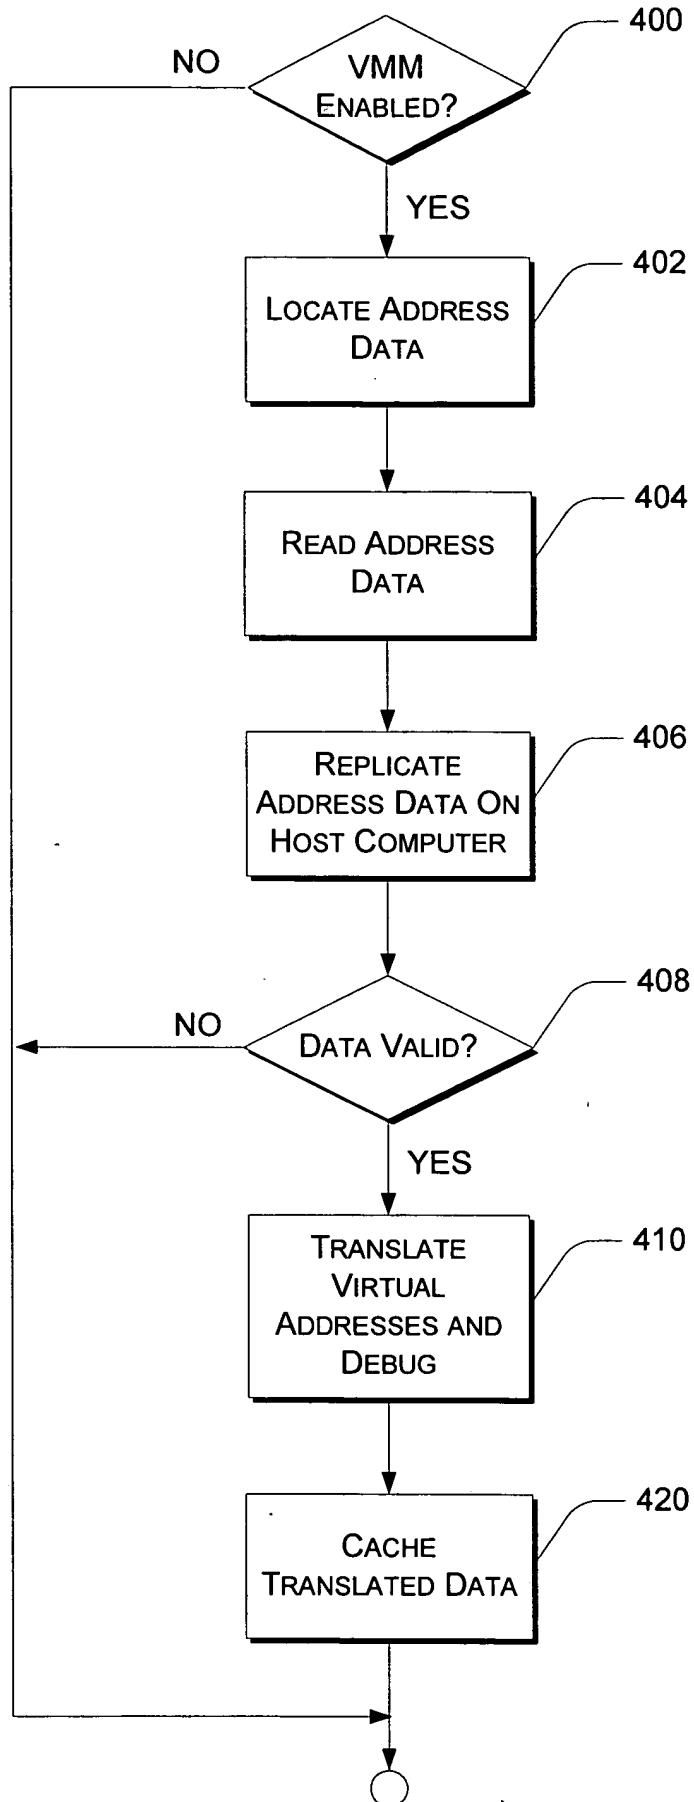 400
NO
VMM
ENABLED?
YES
402
LOCATE ADDRESS
DATA
404
READ ADDRESS
DATA
406
REPLICATE
ADDRESS DATA ON
HOST COMPUTER
408
NO
DATA VALID?
YES
410
TRANSLATE
VIRTUAL
ADDRESSES AND
DEBUG
420
CACHE
TRANSLATED DATA